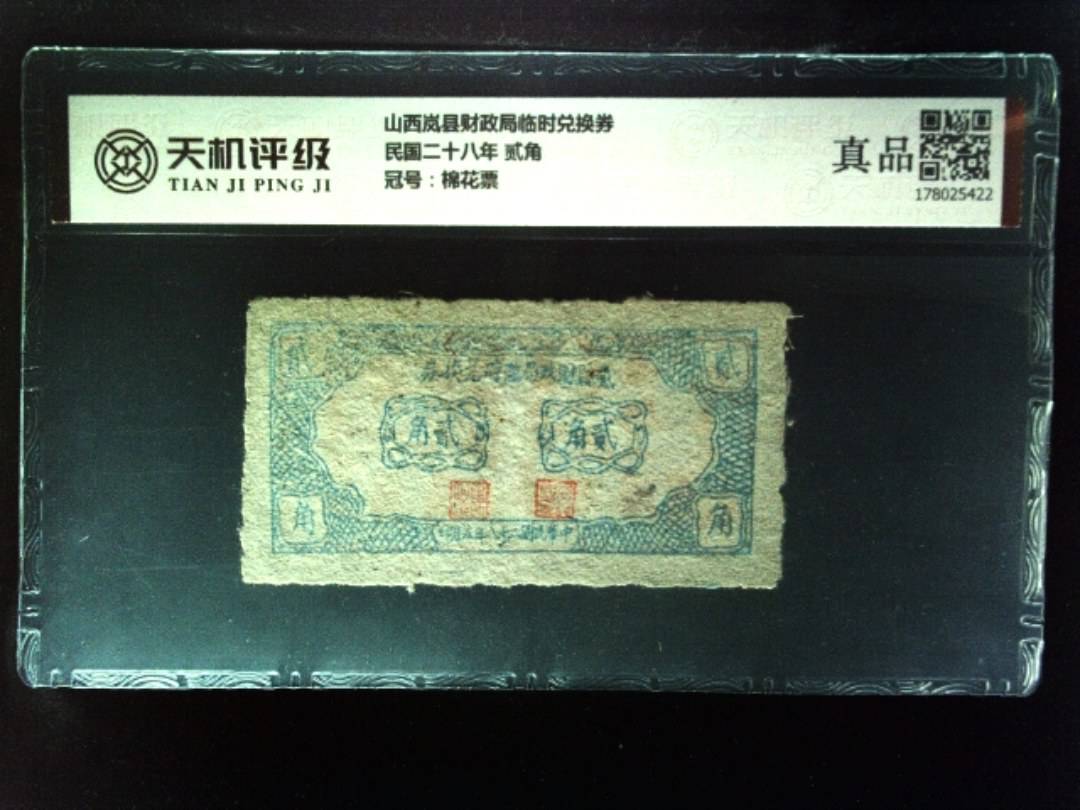 天机评级
TIAN JI PING JI
山西岚县财政局临时兑换券
民国二十八年 贰角
冠号：棉花票
真品
178025422
贰
贰
角贰
角贰
角
角